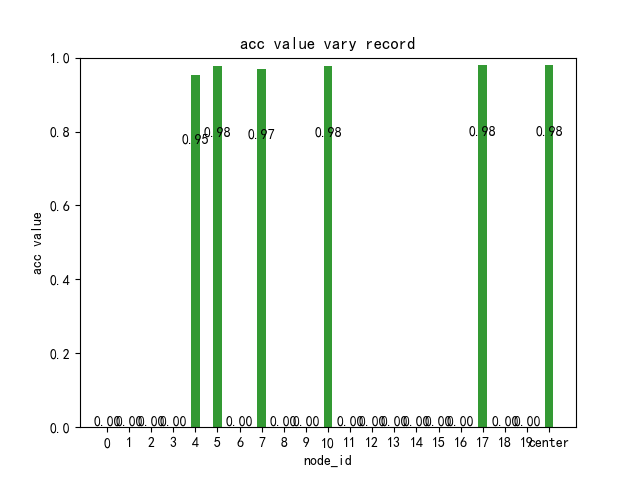 acc value vary record
1.0
0.8
0.6
0.4
0.2
0.0
acc value
0.95 0.98 0.97 0.98 0.98 0.98
0.00 0.00 0.00 0.00 0.00 0.00 0.00 0.00 0.00 0.00 0.00 0.00 0.00 0.00 0.00
0 1 2 3 4 5 6 7 8 9 10 11 12 13 14 15 16 17 18 19 center
node_id